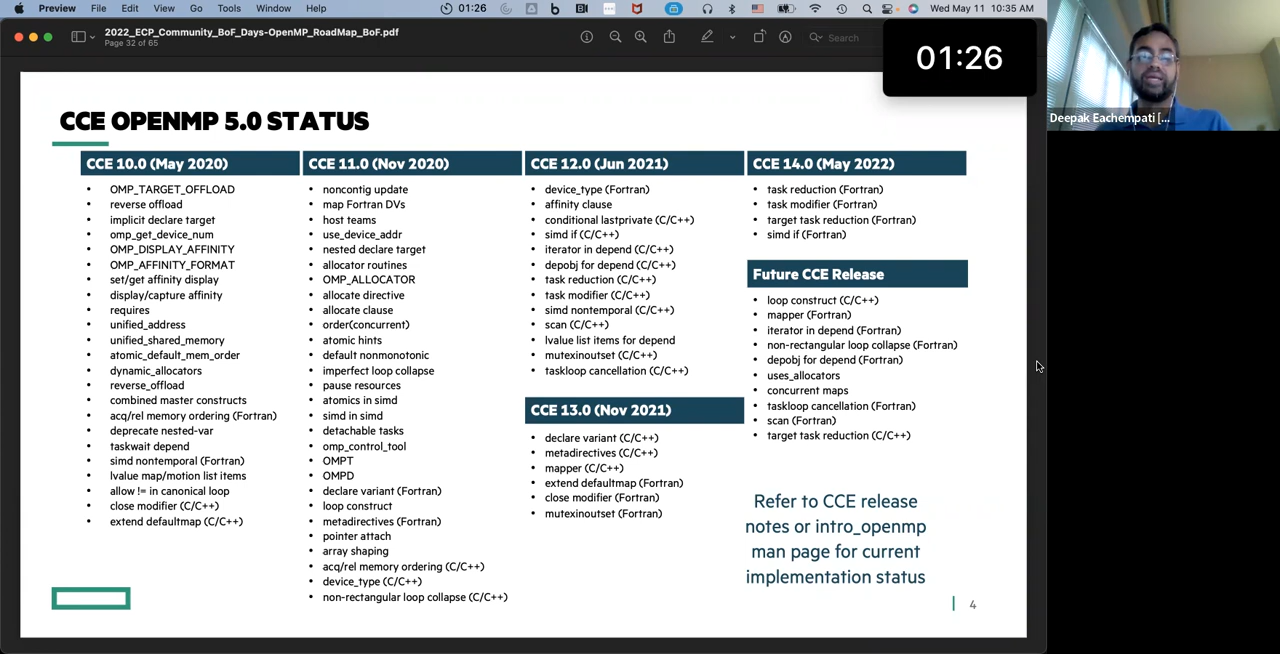 Preview File Edit View Go Tools Window Help 01:26 Wed May 11 10:35 AM
2022_ECP_Community_BoF_Days-OpenMP_RoadMap_BoF.pdf
Page 32 of 65
Search
01:26
Deepak Eachempati [...
CCE OPENMP 5.0 STATUS
CCE 10.0 (May 2020)
• OMP_TARGET_OFFLOAD
• reverse offload
• implicit declare target
• omp_get_device_num
• OMP_DISPLAY_AFFINITY
• OMP_AFFINITY_FORMAT
• set/get affinity display
• display/capture affinity
• requires
• unified_address
• unified_shared_memory
• atomic_default_mem_order
• dynamic_allocators
• reverse_offload
• combined master constructs
• acq/rel memory ordering (Fortran)
• deprecate nested-var
• taskwait depend
• simd nontemporal (Fortran)
• lvalue map/motion list items
• allow != in canonical loop
• close modifier (C/C++)
• extend defaultmap (C/C++)
CCE 11.0 (Nov 2020)
• noncontig update
• map Fortran DVs
• host teams
• use_device_addr
• nested declare target
• allocator routines
• OMP_ALLOCATOR
• allocate directive
• allocate clause
• order(concurrent)
• atomic hints
• default nonmonotonic
• imperfect loop collapse
• pause resources
• atomics in simd
• simd in simd
• detachable tasks
• omp_control_tool
• OMPT
• OMPD
• declare variant (Fortran)
• loop construct
• metadirectives (Fortran)
• pointer attach
• array shaping
• acq/rel memory ordering (C/C++)
• device_type (C/C++)
• non-rectangular loop collapse (C/C++)
CCE 12.0 (Jun 2021)
• device_type (Fortran)
• affinity clause
• conditional lastprivate (C/C++)
• simd if (C/C++)
• iterator in depend (C/C++)
• depobj for depend (C/C++)
• task reduction (C/C++)
• task modifier (C/C++)
• simd nontemporal (C/C++)
• scan (C/C++)
• lvalue list items for depend
• mutexinoutset (C/C++)
• taskloop cancellation (C/C++)
CCE 13.0 (Nov 2021)
• declare variant (C/C++)
• metadirectives (C/C++)
• mapper (C/C++)
• extend defaultmap (Fortran)
• close modifier (Fortran)
• mutexinoutset (Fortran)
CCE 14.0 (May 2022)
• task reduction (Fortran)
• task modifier (Fortran)
• target task reduction (Fortran)
• simd if (Fortran)
Future CCE Release
• loop construct (C/C++)
• mapper (Fortran)
• iterator in depend (Fortran)
• non-rectangular loop collapse (Fortran)
• depobj for depend (Fortran)
• uses_allocators
• concurrent maps
• taskloop cancellation (Fortran)
• scan (Fortran)
• target task reduction (C/C++)
Refer to CCE release
notes or intro_openmp
man page for current
implementation status
4